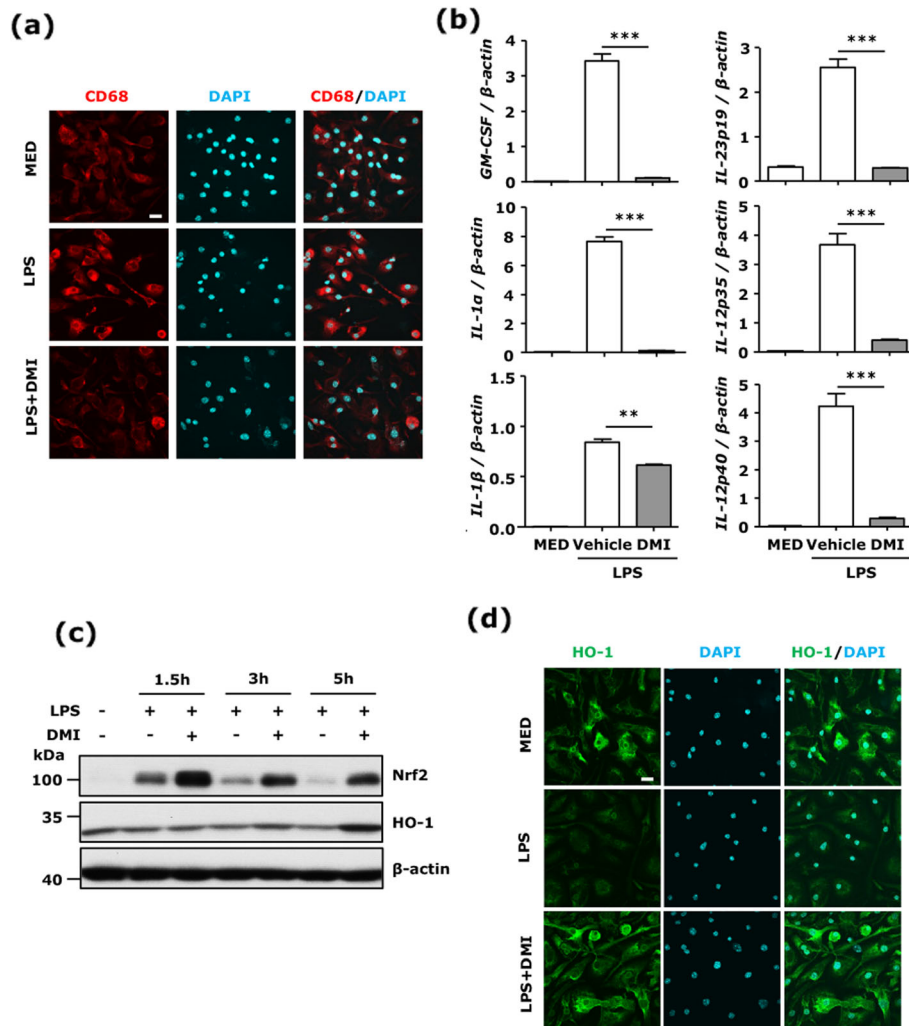 (a)
CD68 DAPI CD68/DAPI
MED
LPS
LPS+DMI
(b)
GM-CSF / β-actin
4
3
2
1
0
***
IL-23p19 / β-actin
3
2
1
0
***
IL-1α / β-actin
10
8
6
4
2
0
***
IL-12p35 / β-actin
5
4
3
2
1
0
***
IL-1β / β-actin
1.5
1.0
0.5
0.0
**
MED Vehicle DMI
LPS
IL-12p40 / β-actin
6
5
4
3
2
1
0
***
MED Vehicle DMI
LPS
(c)
1.5h 3h 5h
LPS - + + + + + +
DMI - - + - + - +
kDa
100 Nrf2
35
HO-1
40 β-actin
(d)
HO-1 DAPI HO-1/DAPI
MED
LPS
LPS+DMI